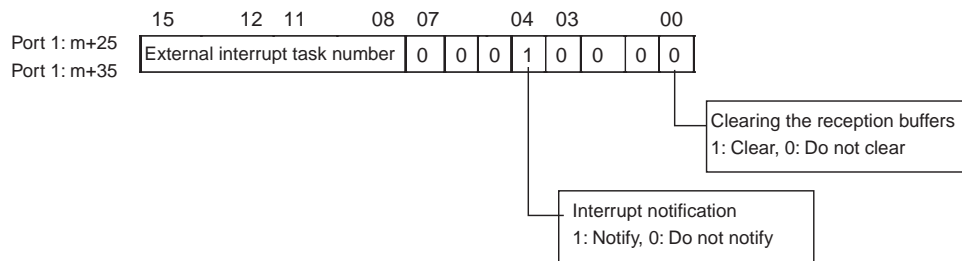 15 12 11 08 07 04 03 00
Port 1: m+25
Port 1: m+35
External interrupt task number 0 0 0 1 0 0 0 0
Clearing the reception buffers
1: Clear, 0: Do not clear
Interrupt notification
1: Notify, 0: Do not notify